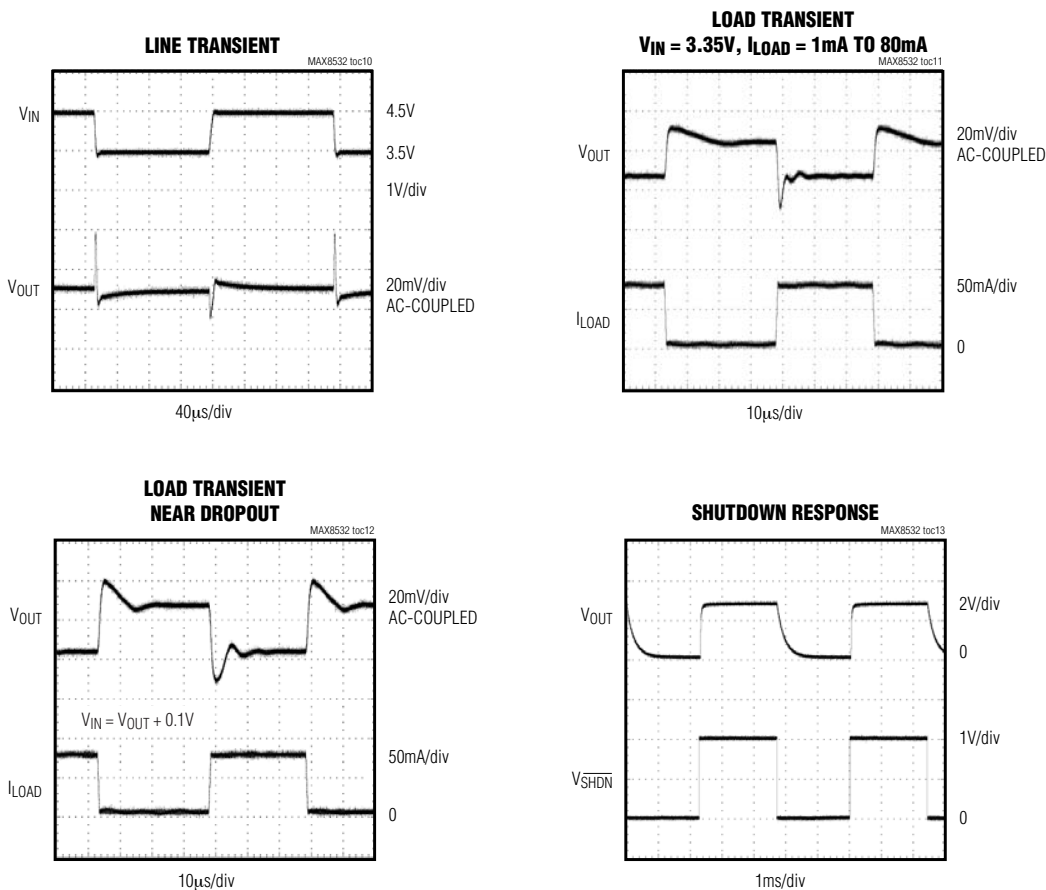 LINE TRANSIENT
MAX8532 toc10
VIN
4.5V
3.5V
1V/div
VOUT
20mV/div
AC-COUPLED
40µs/div
LOAD TRANSIENT
VIN = 3.35V, ILOAD = 1mA TO 80mA
MAX8532 toc11
VOUT
20mV/div
AC-COUPLED
50mA/div
ILOAD
0
10µs/div
LOAD TRANSIENT
NEAR DROPOUT
MAX8532 toc12
VOUT
20mV/div
AC-COUPLED
VIN = VOUT + 0.1V
50mA/div
ILOAD
0
10µs/div
SHUTDOWN RESPONSE
MAX8532 toc13
VOUT
2V/div
0
1V/div
VSHDN
0
1ms/div